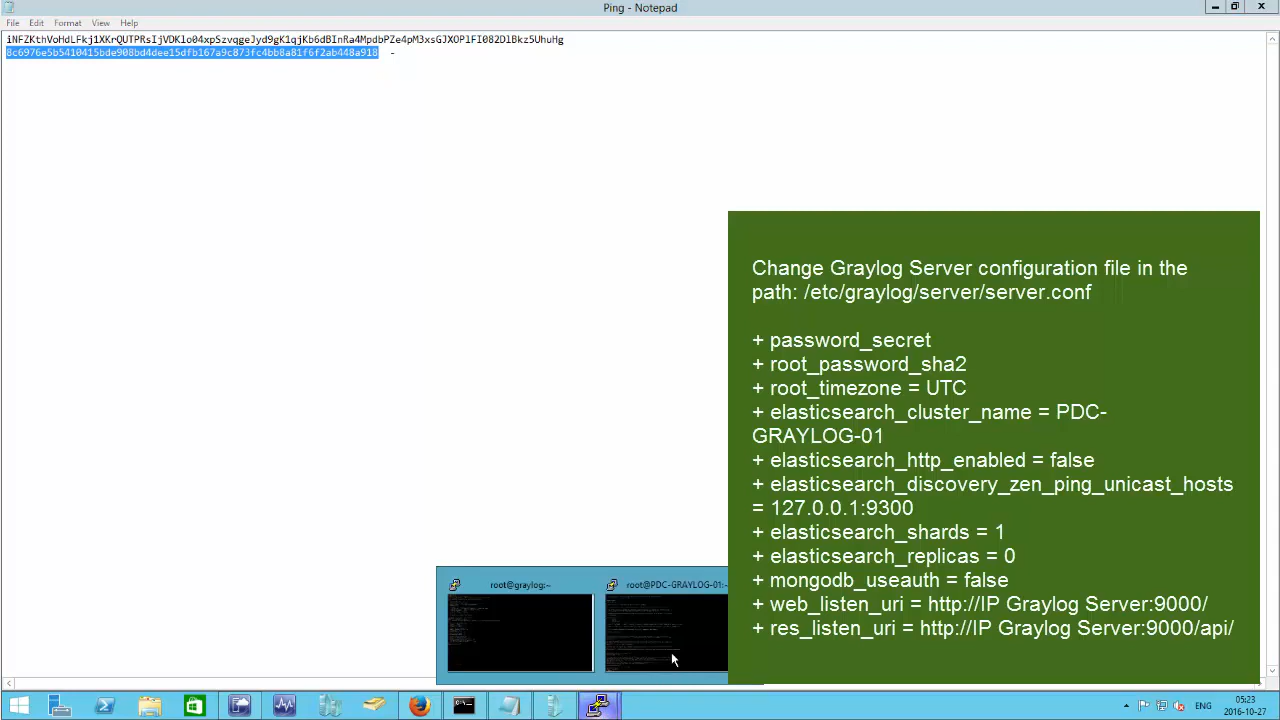 Ping - Notepad
File Edit Format View Help
iNFZKthVoHdLFkj1XKrQUTPRsIjVDKlo04xpSzvqgeJyd9gK1qjKb6dBInRa4MpdbPZe4pM3xsGJXOPlFI082DlBkz5UhuHg
8c6976e5b5410415bde908bd4dee15dfb167a9c873fc4bb8a81f6f2ab448a918 -
Change Graylog Server configuration file in the
path: /etc/graylog/server/server.conf
+ password_secret
+ root_password_sha2
+ root_timezone = UTC
+ elasticsearch_cluster_name = PDC-
GRAYLOG-01
+ elasticsearch_http_enabled = false
+ elasticsearch_discovery_zen_ping_unicast_hosts
= 127.0.0.1:9300
+ elasticsearch_shards = 1
+ elasticsearch_replicas = 0
+ mongodb_useauth = false
+ web_listen_uri = http://IP Graylog Server:9000/
+ res_listen_uri = http://IP Graylog Server:9000/api/
root@graylog:~ root@PDC-GRAYLOG-01:~
ENG
05:23
2016-10-27